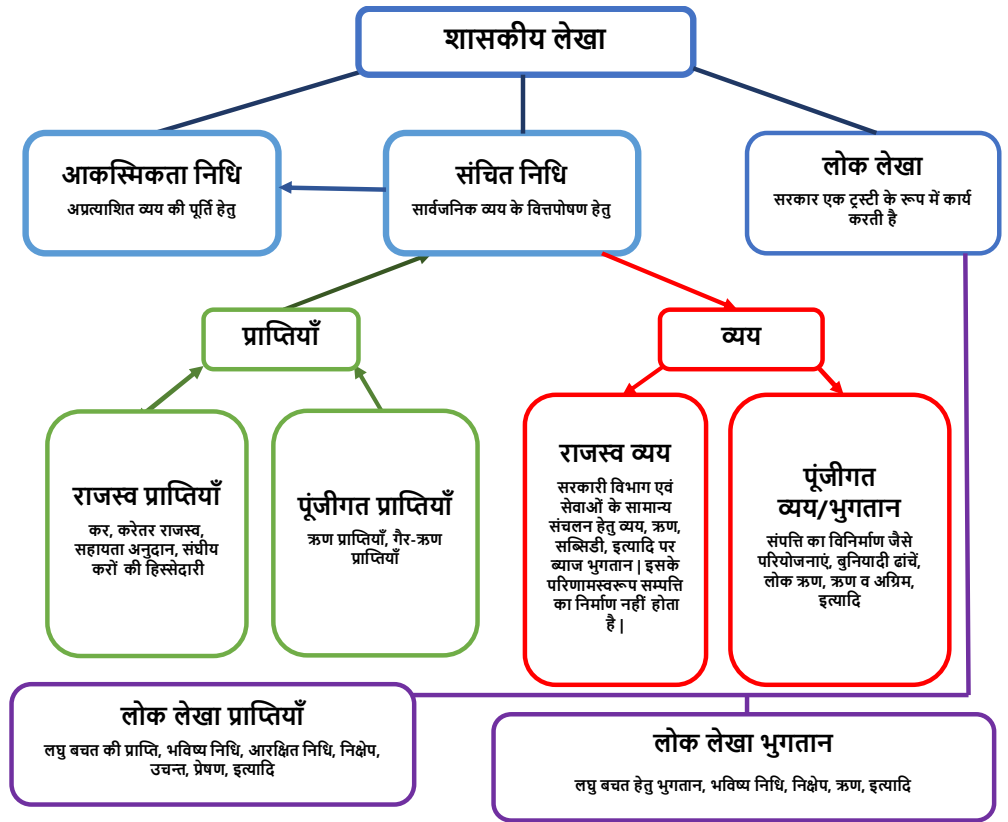 शासकीय लेखा
आकस्मिकता निधि
अप्रत्याशित व्यय की पूर्ति हेतु
संचित निधि
सार्वजनिक व्यय के वित्तपोषण हेतु
लोक लेखा
सरकार एक ट्रस्टी के रूप में कार्य
करती है
प्राप्तियाँ
व्यय
राजस्व प्राप्तियाँ
कर, करेतर राजस्व,
सहायता अनुदान, संघीय
करों की हिस्सेदारी
पूंजीगत प्राप्तियाँ
ऋण प्राप्तियाँ, गैर-ऋण
प्राप्तियाँ
राजस्व व्यय
सरकारी विभाग एवं
सेवाओं के सामान्य
संचलन हेतु व्यय, ऋण,
सब्सिडी, इत्यादि पर
ब्याज भुगतान | इसके
परिणामस्वरूप सम्पत्ति
का निर्माण नहीं होता
है |
पूंजीगत
व्यय/भुगतान
संपत्ति का विनिर्माण जैसे
परियोजनाएं, बुनियादी ढांचें,
लोक ऋण, ऋण व अग्रिम,
इत्यादि
लोक लेखा प्राप्तियाँ
लघु बचत की प्राप्ति, भविष्य निधि, आरक्षित निधि, निक्षेप,
उचन्त, प्रेषण, इत्यादि
लोक लेखा भुगतान
लघु बचत हेतु भुगतान, भविष्य निधि, निक्षेप, ऋण, इत्यादि